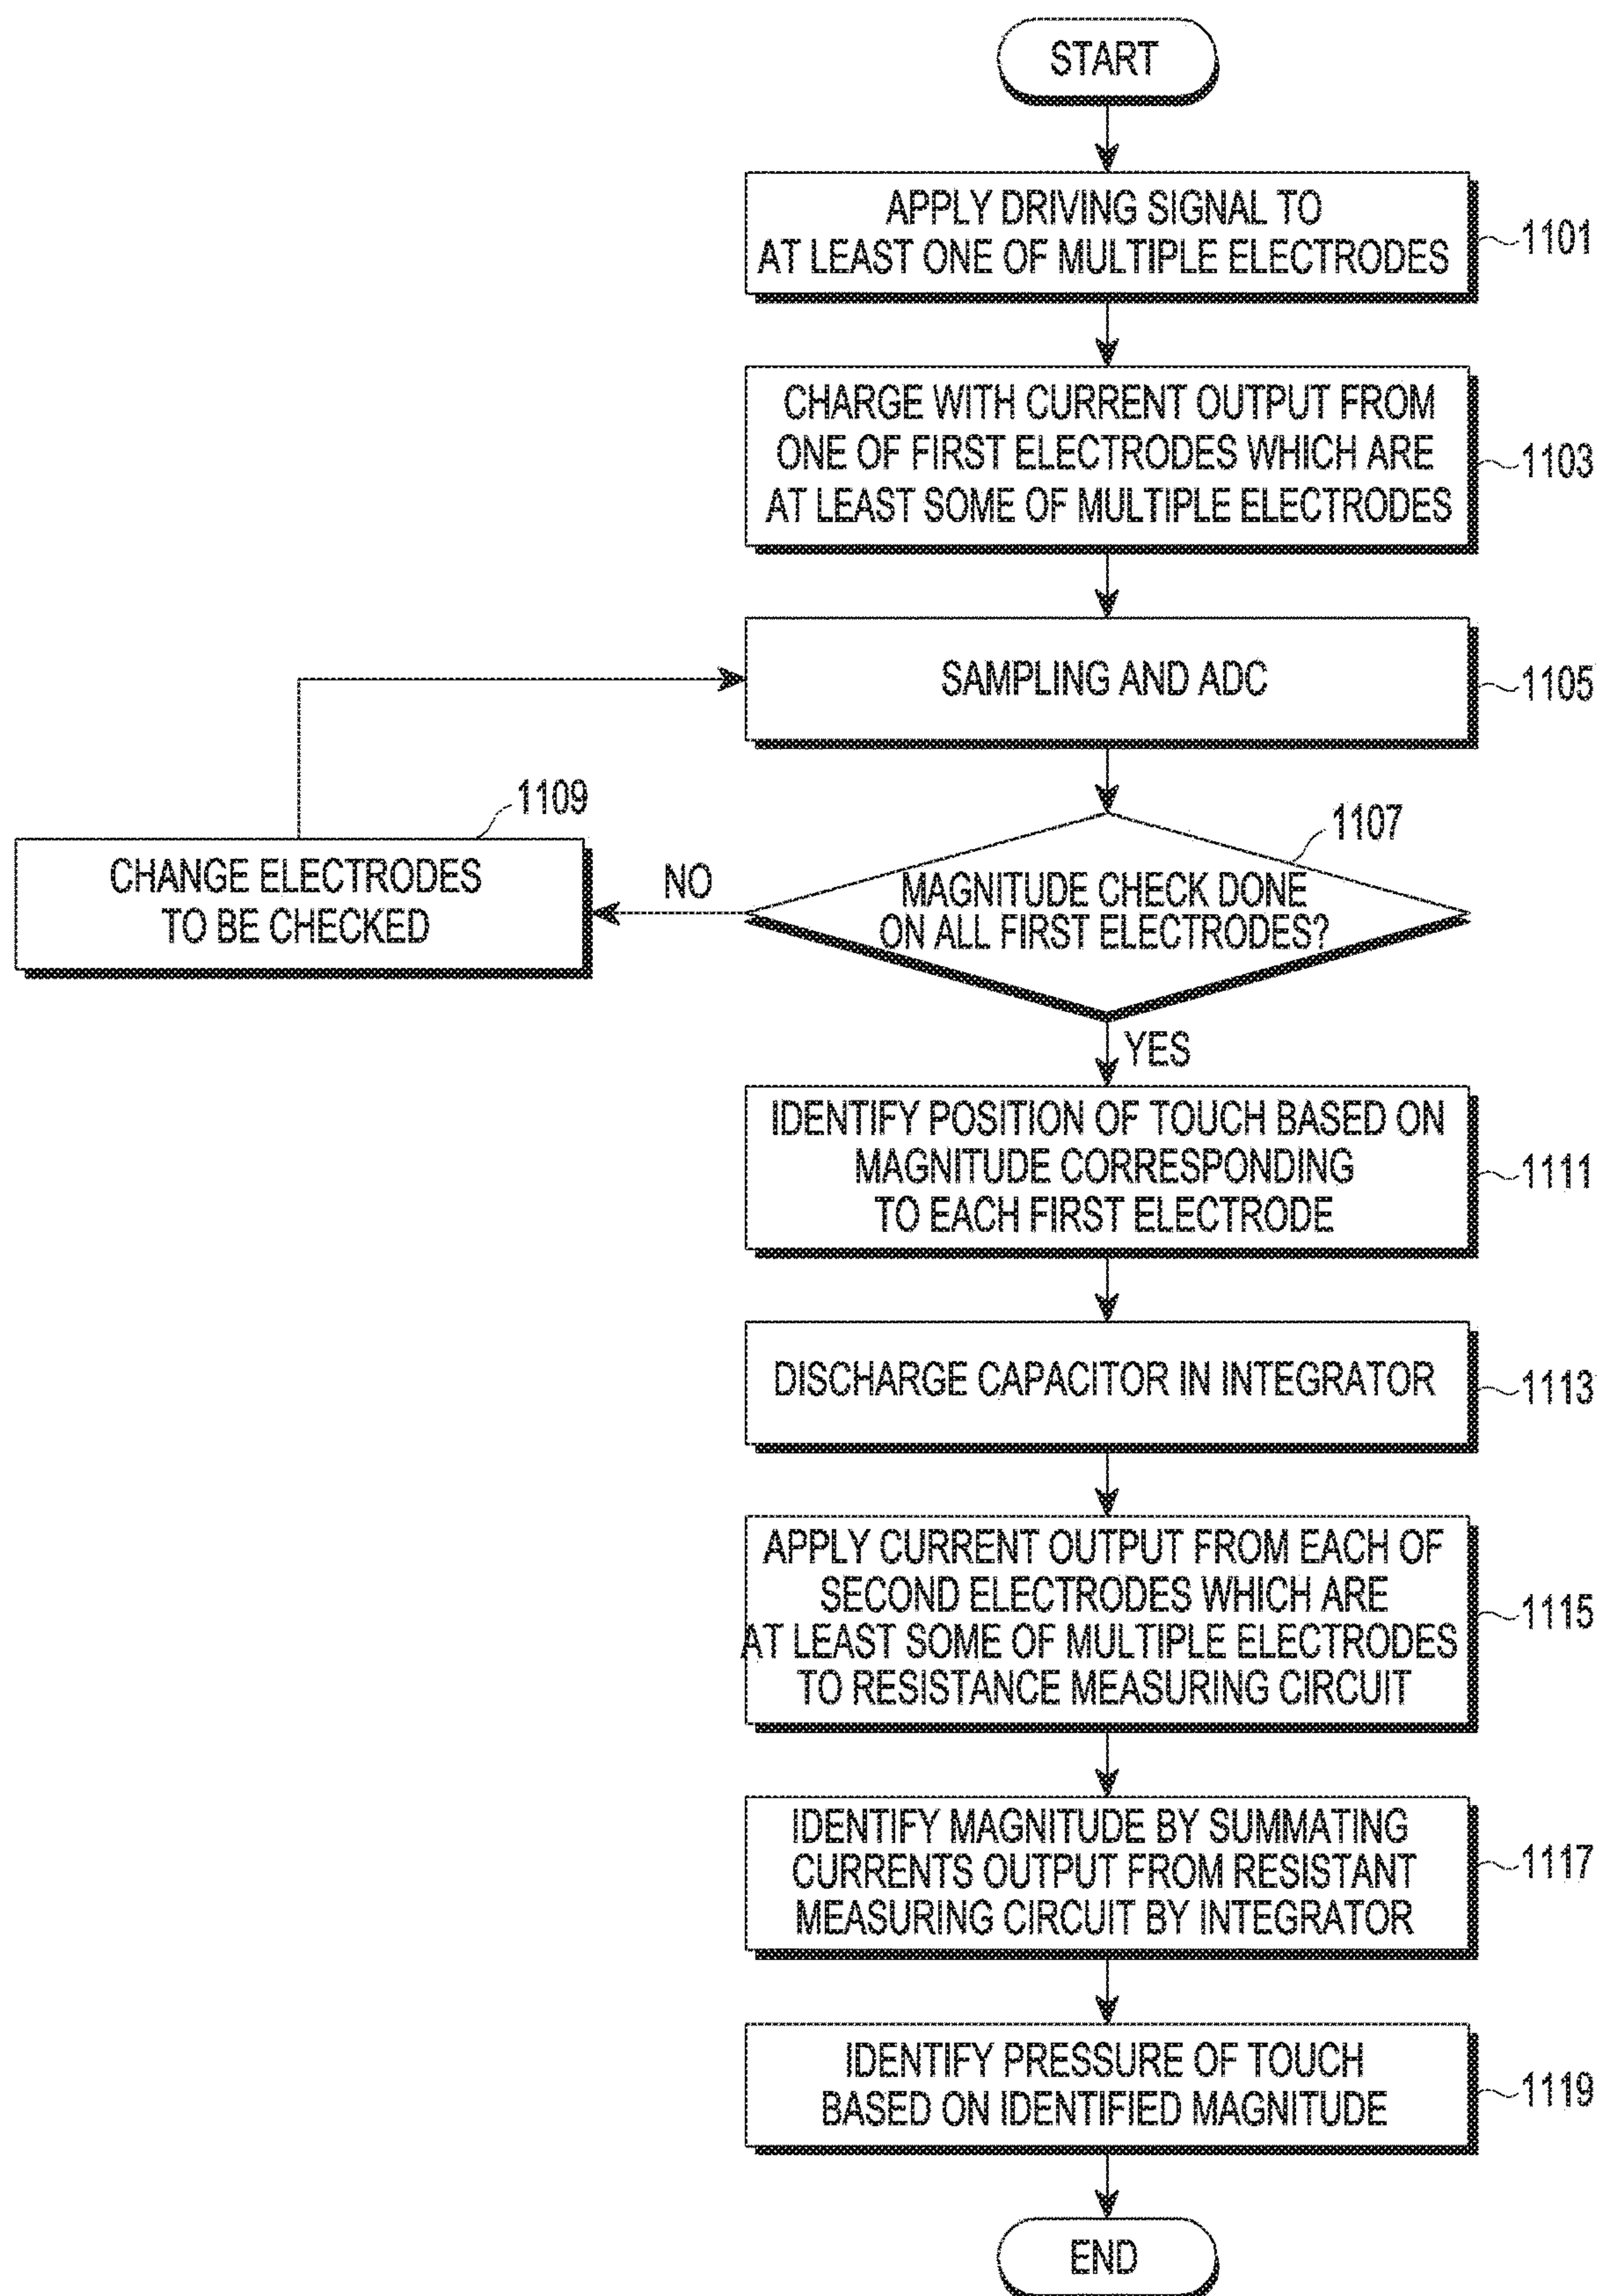 START
APPLY DRIVING SIGNAL TO
AT LEAST ONE OF MULTIPLE ELECTRODES
1101
CHARGE WITH CURRENT OUTPUT FROM
ONE OF FIRST ELECTRODES WHICH ARE
AT LEAST SOME OF MULTIPLE ELECTRODES
1103
SAMPLING AND ADC
1105
1109
CHANGE ELECTRODES
TO BE CHECKED
NO
1107
MAGNITUDE CHECK DONE
ON ALL FIRST ELECTRODES?
YES
IDENTIFY POSITION OF TOUCH BASED ON
MAGNITUDE CORRESPONDING
TO EACH FIRST ELECTRODE
1111
DISCHARGE CAPACITOR IN INTEGRATOR
1113
APPLY CURRENT OUTPUT FROM EACH OF
SECOND ELECTRODES WHICH ARE
AT LEAST SOME OF MULTIPLE ELECTRODES
TO RESISTANCE MEASURING CIRCUIT
1115
IDENTIFY MAGNITUDE BY SUMMATING
CURRENTS OUTPUT FROM RESISTANT
MEASURING CIRCUIT BY INTEGRATOR
1117
IDENTIFY PRESSURE OF TOUCH
BASED ON IDENTIFIED MAGNITUDE
1119
END